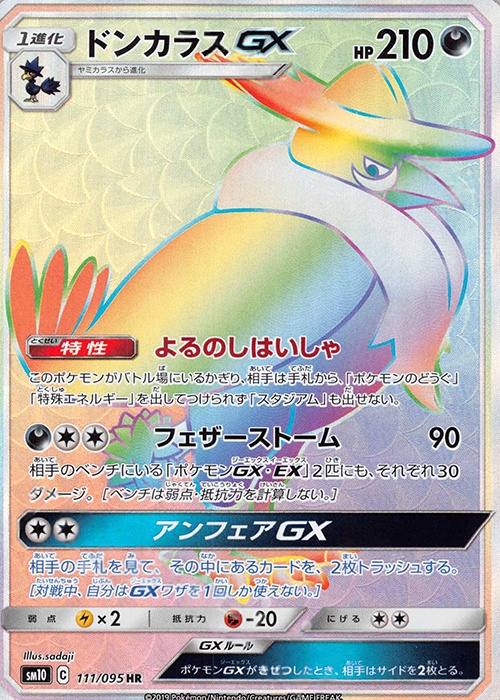 1進化 ドンカラスGX HP210
ヤミカラスから進化
とくせい
特性 よるのしはいしゃ
このポケモンがバトル場にいるかぎり、相手は手札から、「ポケモンのどうぐ」
「特殊エネルギー」を出してつけられず「スタジアム」も出せない。
フェザーストーム 90
相手のベンチにいる「ポケモンGX・EX」2匹にも、それぞれ30
ダメージ。[ベンチは弱点・抵抗力を計算しない。]
アンフェアGX
相手の手札を見て、その中にあるカードを、2枚トラッシュする。
[対戦中、自分はGXワザを1回しか使えない。]
弱点 ×2 抵抗力 -20 にげる
Illus.sadaji
GXルール
sm10 C 111/095 HR
ポケモンGXがきぜつしたとき、相手はサイドを2枚とる。
©2019 Pokémon/Nintendo/Creatures/GAME FREAK